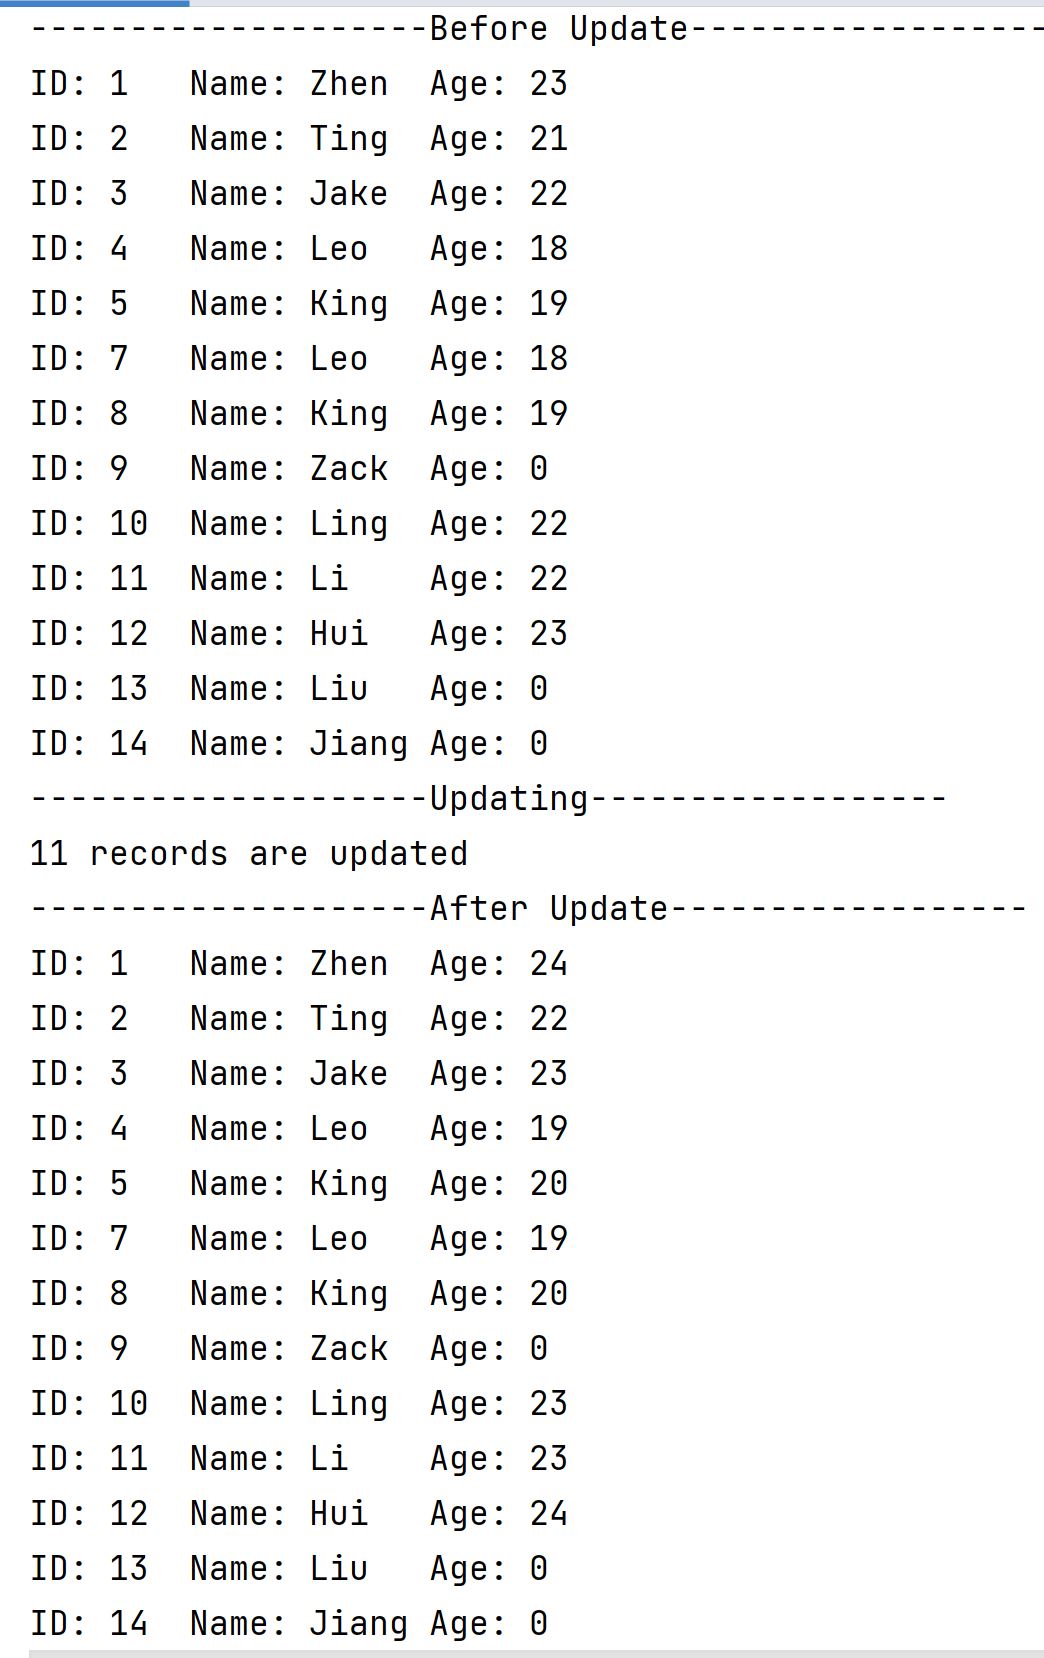 --------------------Before Update------------------
ID: 1   Name: Zhen  Age: 23
ID: 2   Name: Ting  Age: 21
ID: 3   Name: Jake  Age: 22
ID: 4   Name: Leo   Age: 18
ID: 5   Name: King  Age: 19
ID: 7   Name: Leo   Age: 18
ID: 8   Name: King  Age: 19
ID: 9   Name: Zack  Age: 0
ID: 10  Name: Ling  Age: 22
ID: 11  Name: Li    Age: 22
ID: 12  Name: Hui   Age: 23
ID: 13  Name: Liu   Age: 0
ID: 14  Name: Jiang Age: 0
--------------------Updating------------------
11 records are updated
--------------------After Update------------------
ID: 1   Name: Zhen  Age: 24
ID: 2   Name: Ting  Age: 22
ID: 3   Name: Jake  Age: 23
ID: 4   Name: Leo   Age: 19
ID: 5   Name: King  Age: 20
ID: 7   Name: Leo   Age: 19
ID: 8   Name: King  Age: 20
ID: 9   Name: Zack  Age: 0
ID: 10  Name: Ling  Age: 23
ID: 11  Name: Li    Age: 23
ID: 12  Name: Hui   Age: 24
ID: 13  Name: Liu   Age: 0
ID: 14  Name: Jiang Age: 0